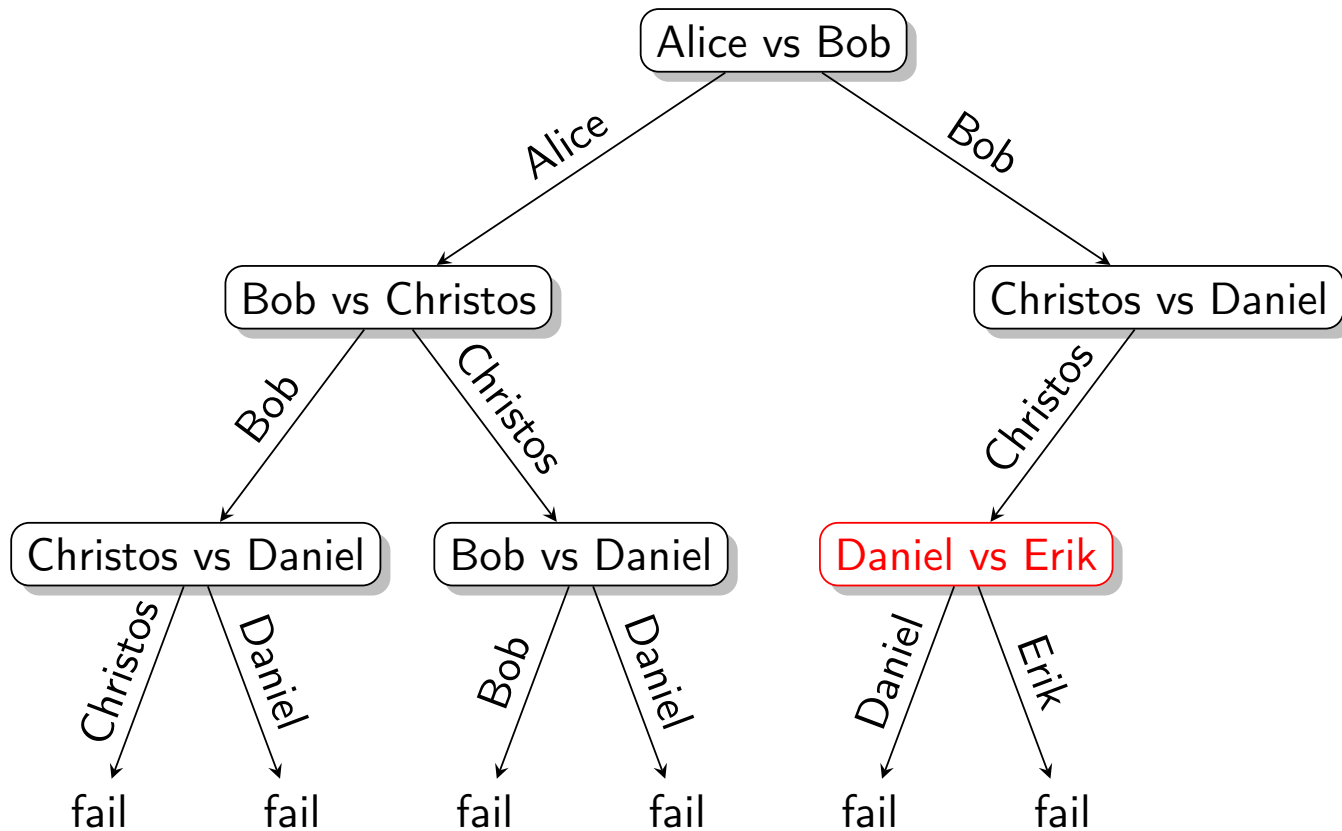 Alice vs Bob
Alice
Bob
Bob vs Christos
Christos vs Daniel
Bob
Christos
Christos
Christos vs Daniel
Bob vs Daniel
Daniel vs Erik
Christos
Daniel
Bob
Daniel
Daniel
Erik
fail
fail
fail
fail
fail
fail